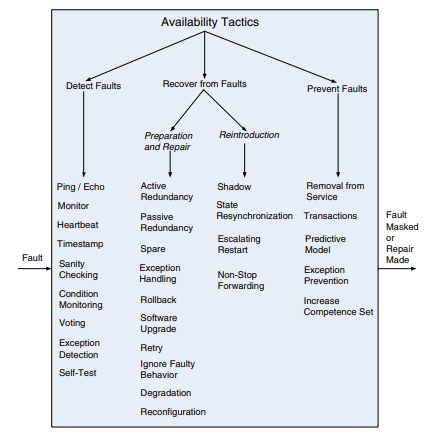 Availability Tactics
Detect Faults
Recover from Faults
Prevent Faults
Preparation
and Repair
Reintroduction
Fault
Ping / Echo
Monitor
Heartbeat
Timestamp
Sanity
Checking
Condition
Monitoring
Voting
Exception
Detection
Self-Test
Active
Redundancy
Passive
Redundancy
Spare
Exception
Handling
Rollback
Software
Upgrade
Retry
Ignore Faulty
Behavior
Degradation
Reconfiguration
Shadow
State
Resynchronization
Escalating
Restart
Non-Stop
Forwarding
Removal from
Service
Transactions
Predictive
Model
Exception
Prevention
Increase
Competence Set
Fault
Masked
or
Repair
Made